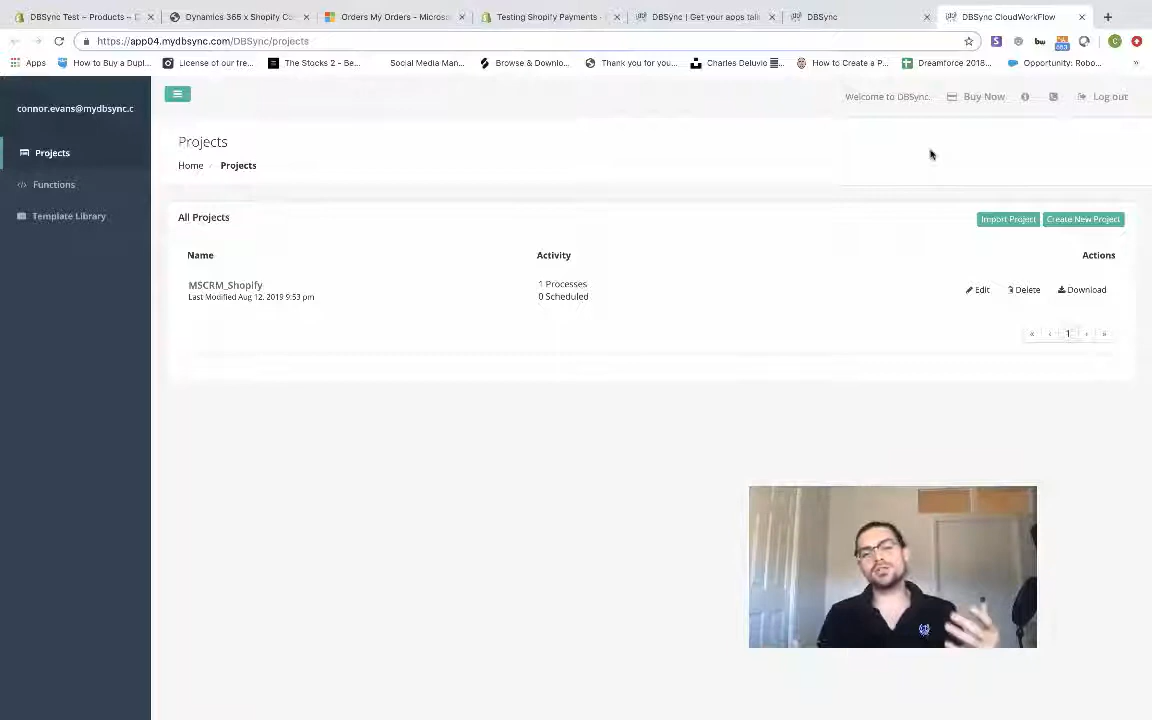 DBSync Test – Products – D
Dynamics 365 x Shopify Co
Orders My Orders - Micros
Testing Shopify Payments -
DBSync | Get your apps talk
DBSync
DBSync CloudWorkFlow
https://app04.mydbsync.com/DBSync/projects
bw
C
Apps
How to Buy a Dupl...
License of our fre...
The Stocks 2 - Be...
Social Media Man...
Browse & Downlo...
Thank you for you...
Charles Deluvio
How to Create a P...
Dreamforce 2018...
Opportunity: Robo...
»
connor.evans@mydbsync.c
Welcome to DBSync.
Buy Now
Log out
Projects
Functions
Template Library
Projects
Home
Projects
All Projects
Import Project
Create New Project
Name
Activity
Actions
MSCRM_Shopify
Last Modified Aug 12, 2019 9:53 pm
1 Processes
0 Scheduled
Edit
Delete
Download
« ‹ 1 › »